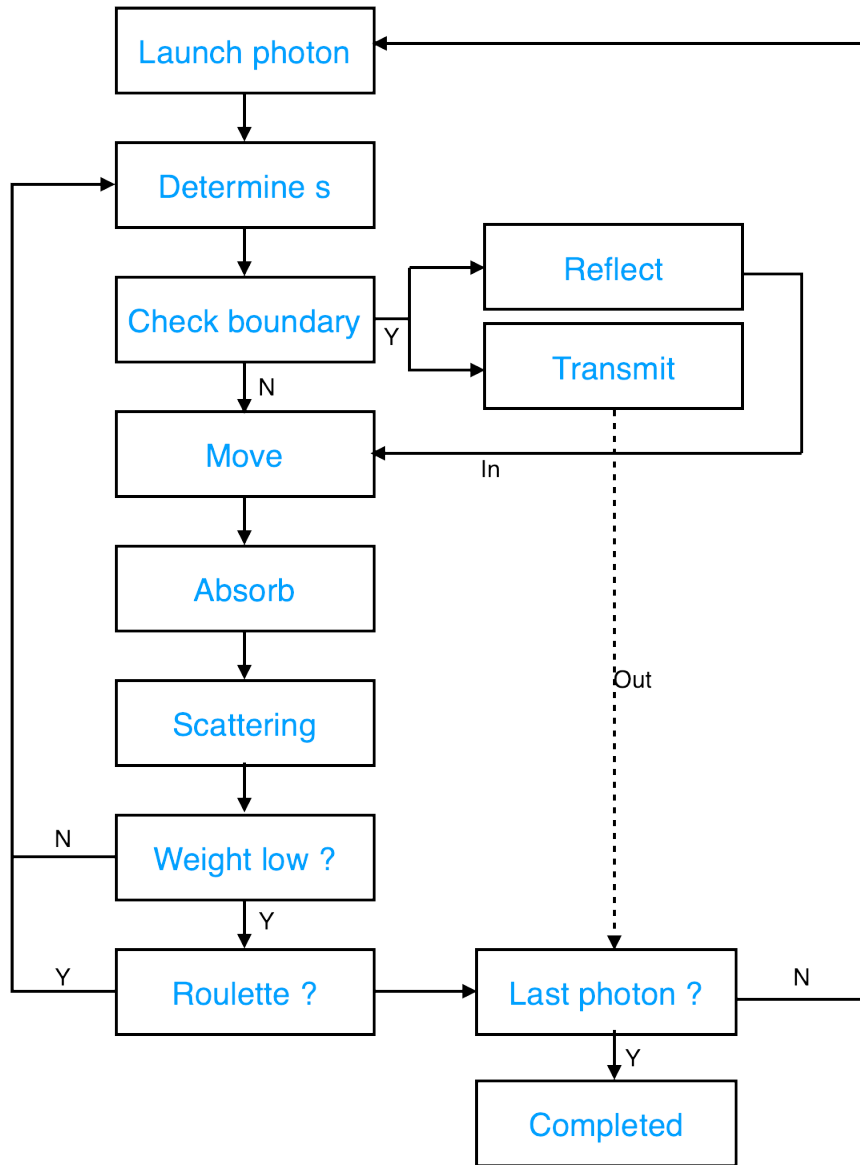 Launch photon
Determine s
Reflect
Check boundary
Y
Transmit
N
Move
In
Absorb
Out
Scattering
N
Weight low ?
Y
Y
Roulette ?
Last photon ?
N
Y
Completed